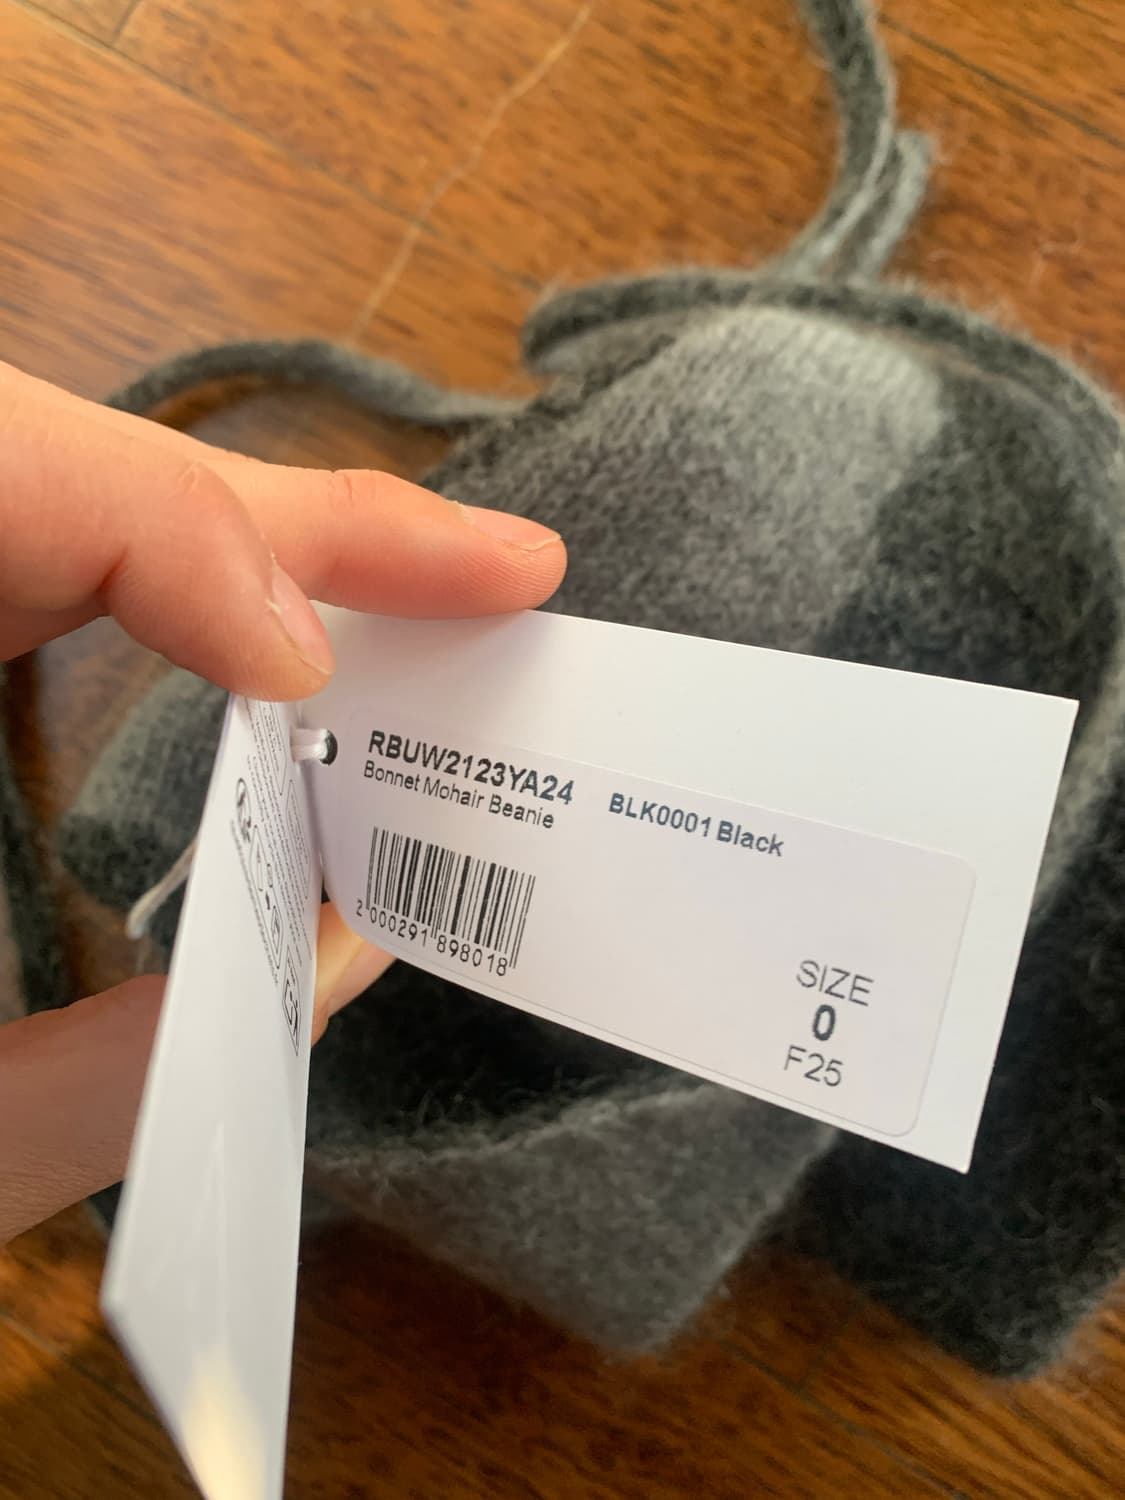 RBUW2123YA24
Bonnet Mohair Beanie
BLK0001 Black
2 000291 898018
SIZE
0
F25